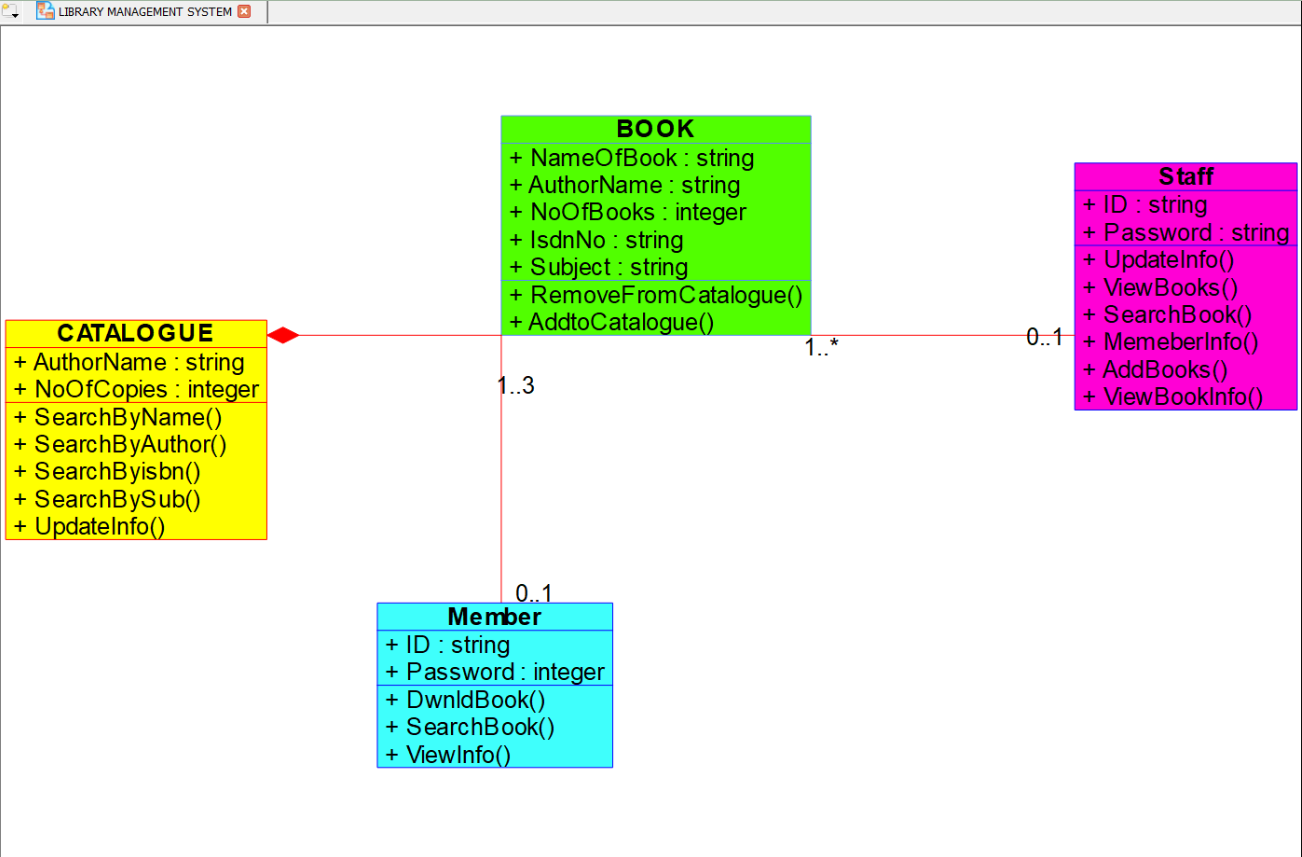 LIBRARY MANAGEMENT SYSTEM
BOOK
+ NameOfBook : string
+ AuthorName : string
+ NoOfBooks : integer
+ IsdnNo : string
+ Subject : string
+ RemoveFromCatalogue()
+ AddtoCatalogue()
Staff
+ ID : string
+ Password : string
+ UpdateInfo()
+ ViewBooks()
+ SearchBook()
+ MemeberInfo()
+ AddBooks()
+ ViewBookInfo()
CATALOGUE
+ AuthorName : string
+ NoOfCopies : integer
+ SearchByName()
+ SearchByAuthor()
+ SearchByisbn()
+ SearchBySub()
+ UpdateInfo()
1..*
0..1
1..3
0..1
Member
+ ID : string
+ Password : integer
+ DwnldBook()
+ SearchBook()
+ ViewInfo()